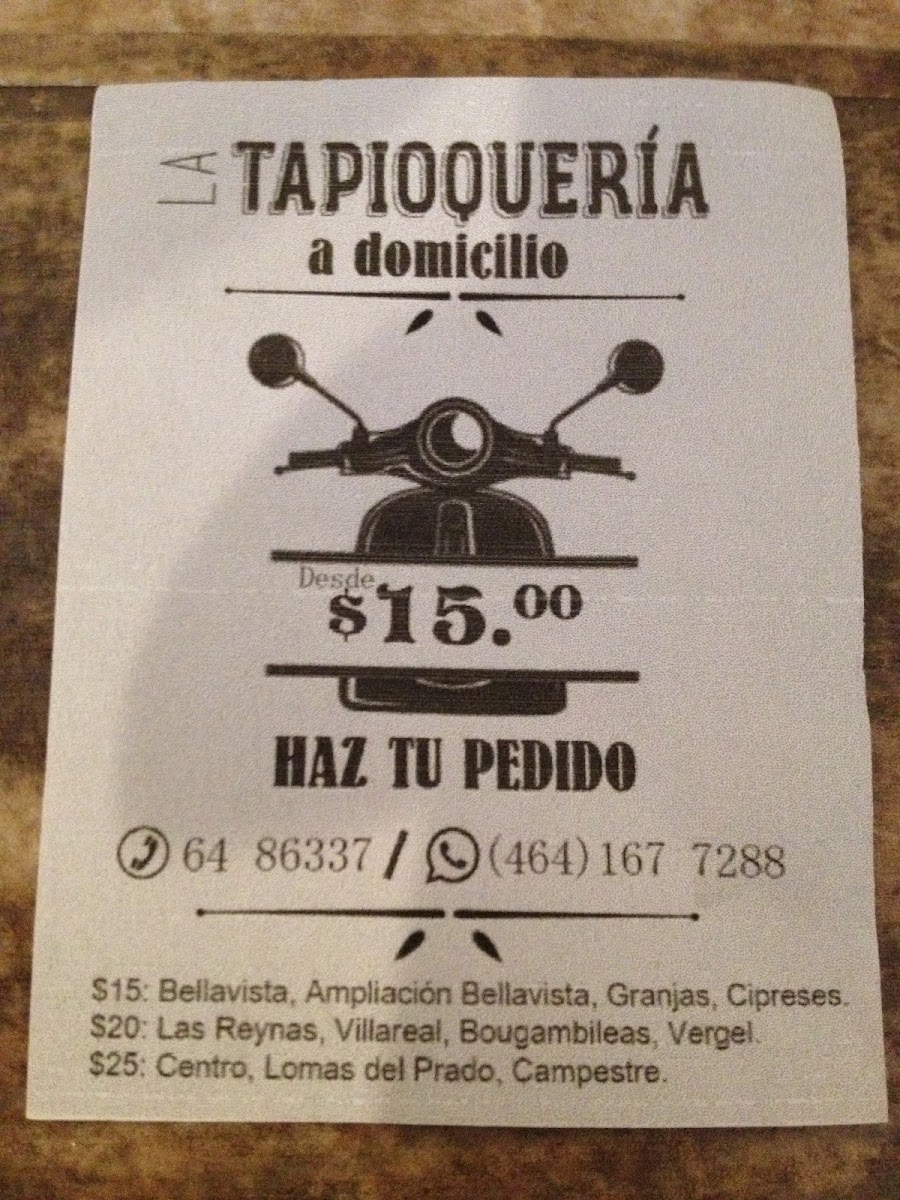 LA TAPIOQUERÍA
a domicilio
Desde
$15.00
HAZ TU PEDIDO
64 86337 / (464) 167 7288
$15: Bellavista, Ampliación Bellavista, Granjas, Cipreses.
$20: Las Reynas, Villareal, Bougambileas, Vergel.
$25: Centro, Lomas del Prado, Campestre.